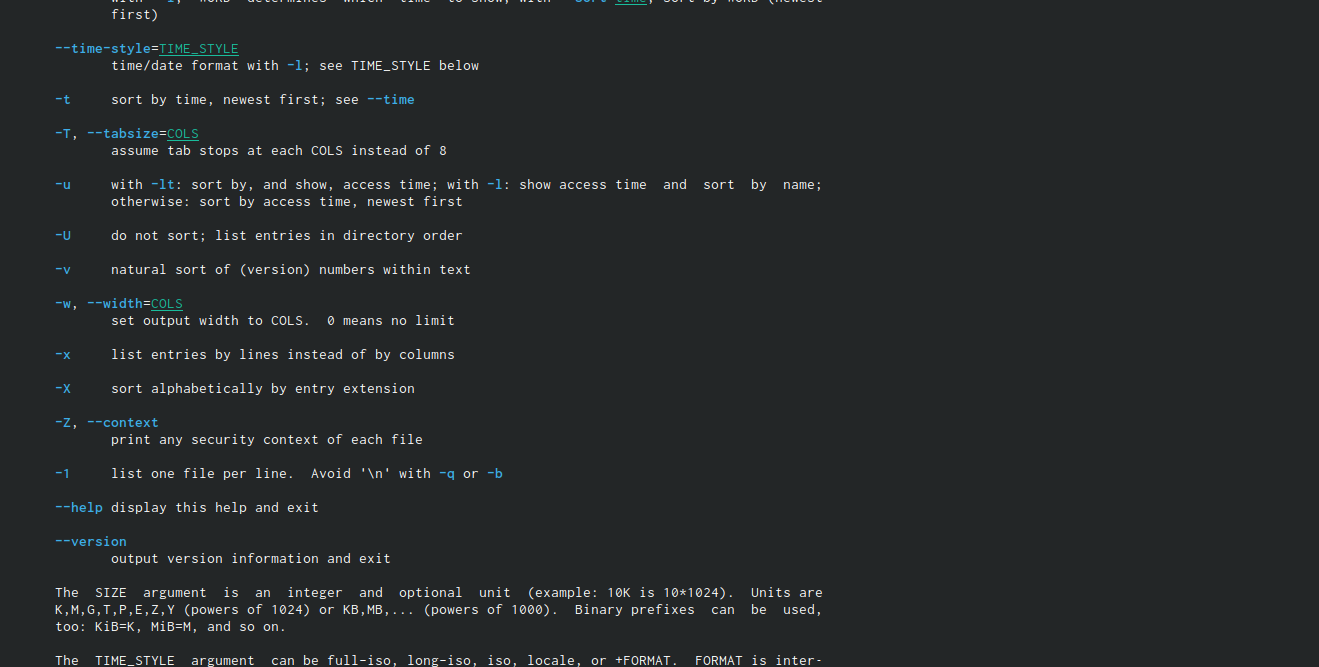 first)
--time-style=TIME_STYLE
time/date format with -l; see TIME_STYLE below
-t sort by time, newest first; see --time
-T, --tabsize=COLS
assume tab stops at each COLS instead of 8
-u with -lt: sort by, and show, access time; with -l: show access time and sort by name;
otherwise: sort by access time, newest first
-U do not sort; list entries in directory order
-v natural sort of (version) numbers within text
-w, --width=COLS
set output width to COLS. 0 means no limit
-x list entries by lines instead of by columns
-X sort alphabetically by entry extension
-Z, --context
print any security context of each file
-1 list one file per line. Avoid '\n' with -q or -b
--help display this help and exit
--version
output version information and exit
The SIZE argument is an integer and optional unit (example: 10K is 10*1024). Units are
K,M,G,T,P,E,Z,Y (powers of 1024) or KB,MB,... (powers of 1000). Binary prefixes can be used,
too: KiB=K, MiB=M, and so on.
The TIME_STYLE argument can be full-iso, long-iso, iso, locale, or +FORMAT. FORMAT is inter-